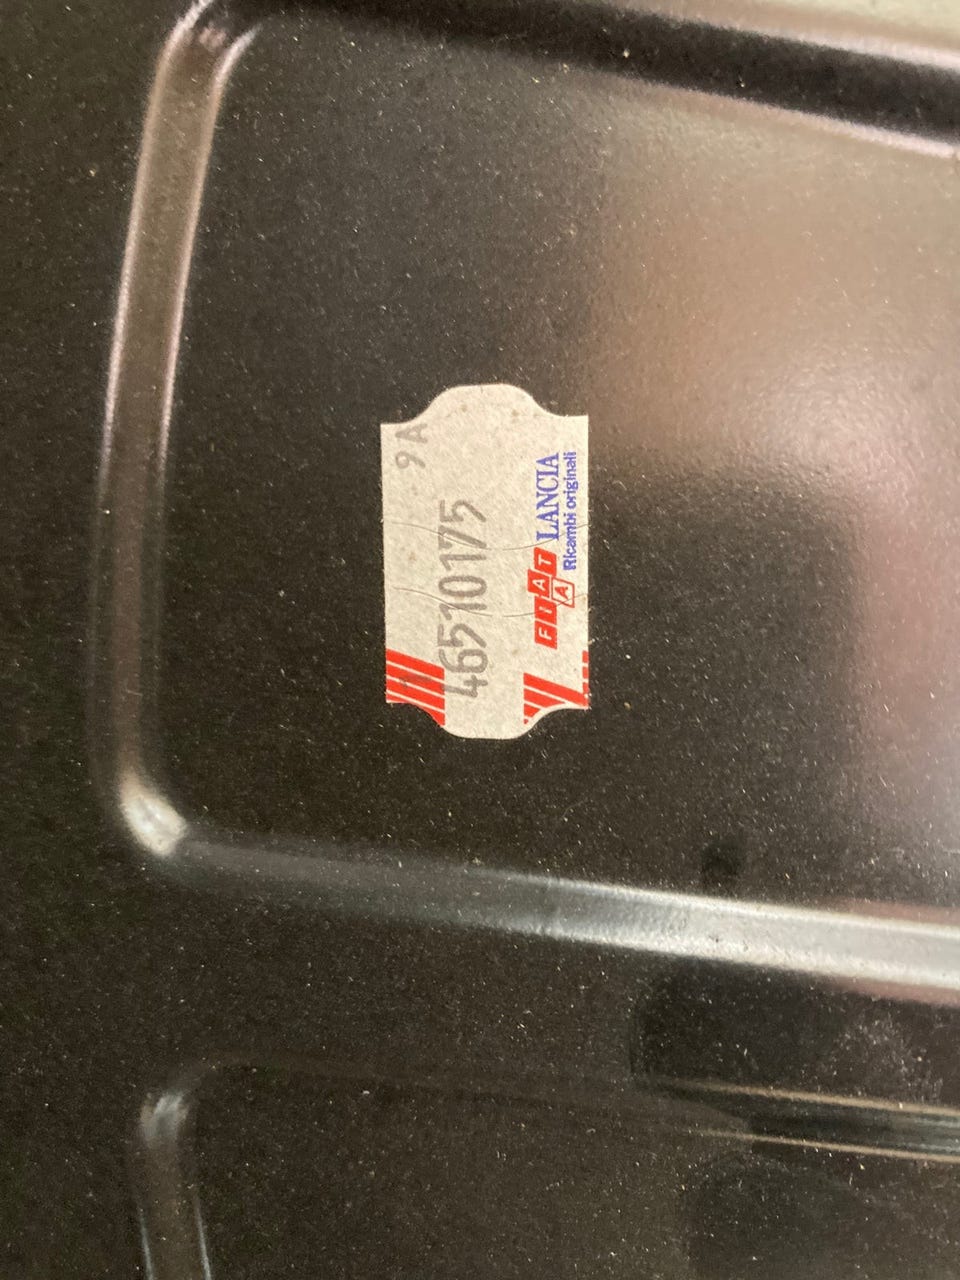 9A
46510175
FIAT LANCIA
A Ricambi originali